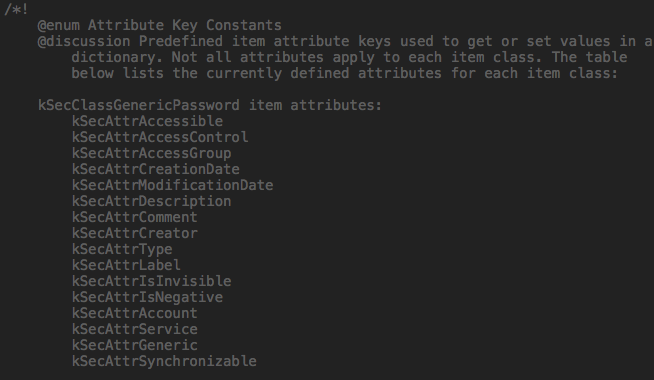 /*!
@enum Attribute Key Constants
@discussion Predefined item attribute keys used to get or set values in a
dictionary. Not all attributes apply to each item class. The table
below lists the currently defined attributes for each item class:
kSecClassGenericPassword item attributes:
kSecAttrAccessible
kSecAttrAccessControl
kSecAttrAccessGroup
kSecAttrCreationDate
kSecAttrModificationDate
kSecAttrDescription
kSecAttrComment
kSecAttrCreator
kSecAttrType
kSecAttrLabel
kSecAttrIsInvisible
kSecAttrIsNegative
kSecAttrAccount
kSecAttrService
kSecAttrGeneric
kSecAttrSynchronizable